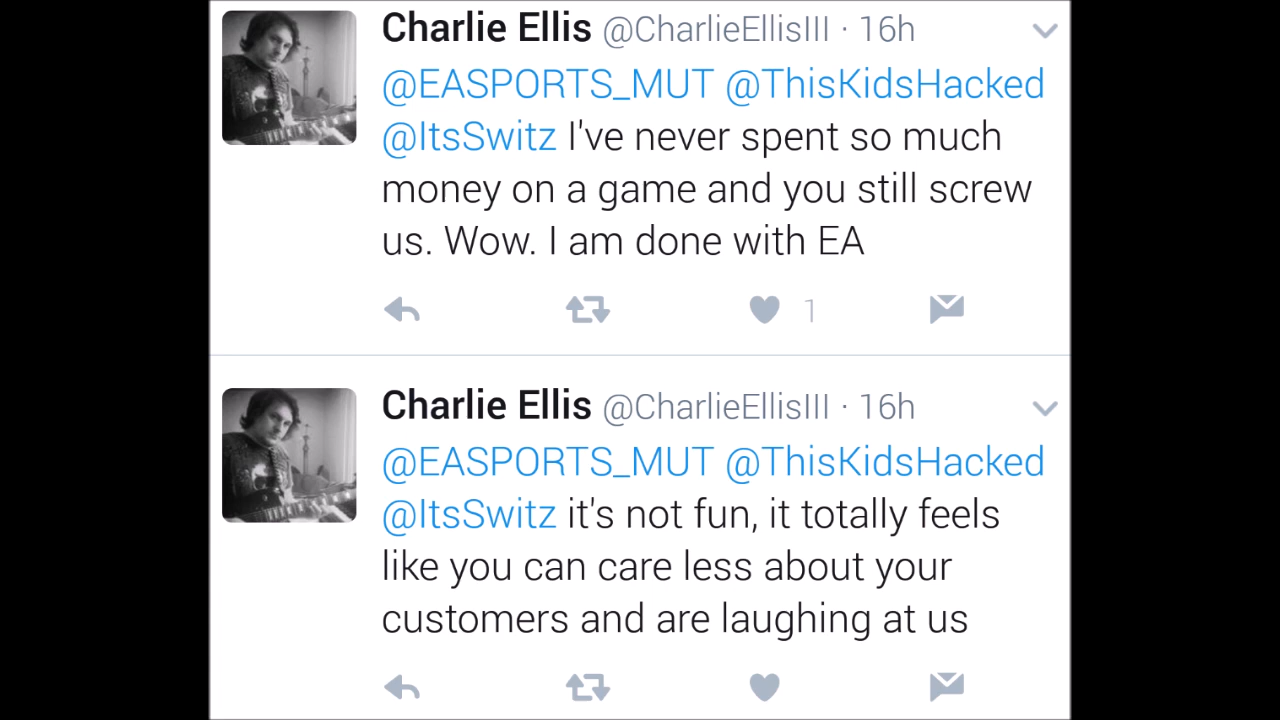 Charlie Ellis @CharlieEllisIII · 16h
@EASPORTS_MUT @ThisKidsHacked
@ItsSwitz I've never spent so much
money on a game and you still screw
us. Wow. I am done with EA
1
Charlie Ellis @CharlieEllisIII · 16h
@EASPORTS_MUT @ThisKidsHacked
@ItsSwitz it's not fun, it totally feels
like you can care less about your
customers and are laughing at us